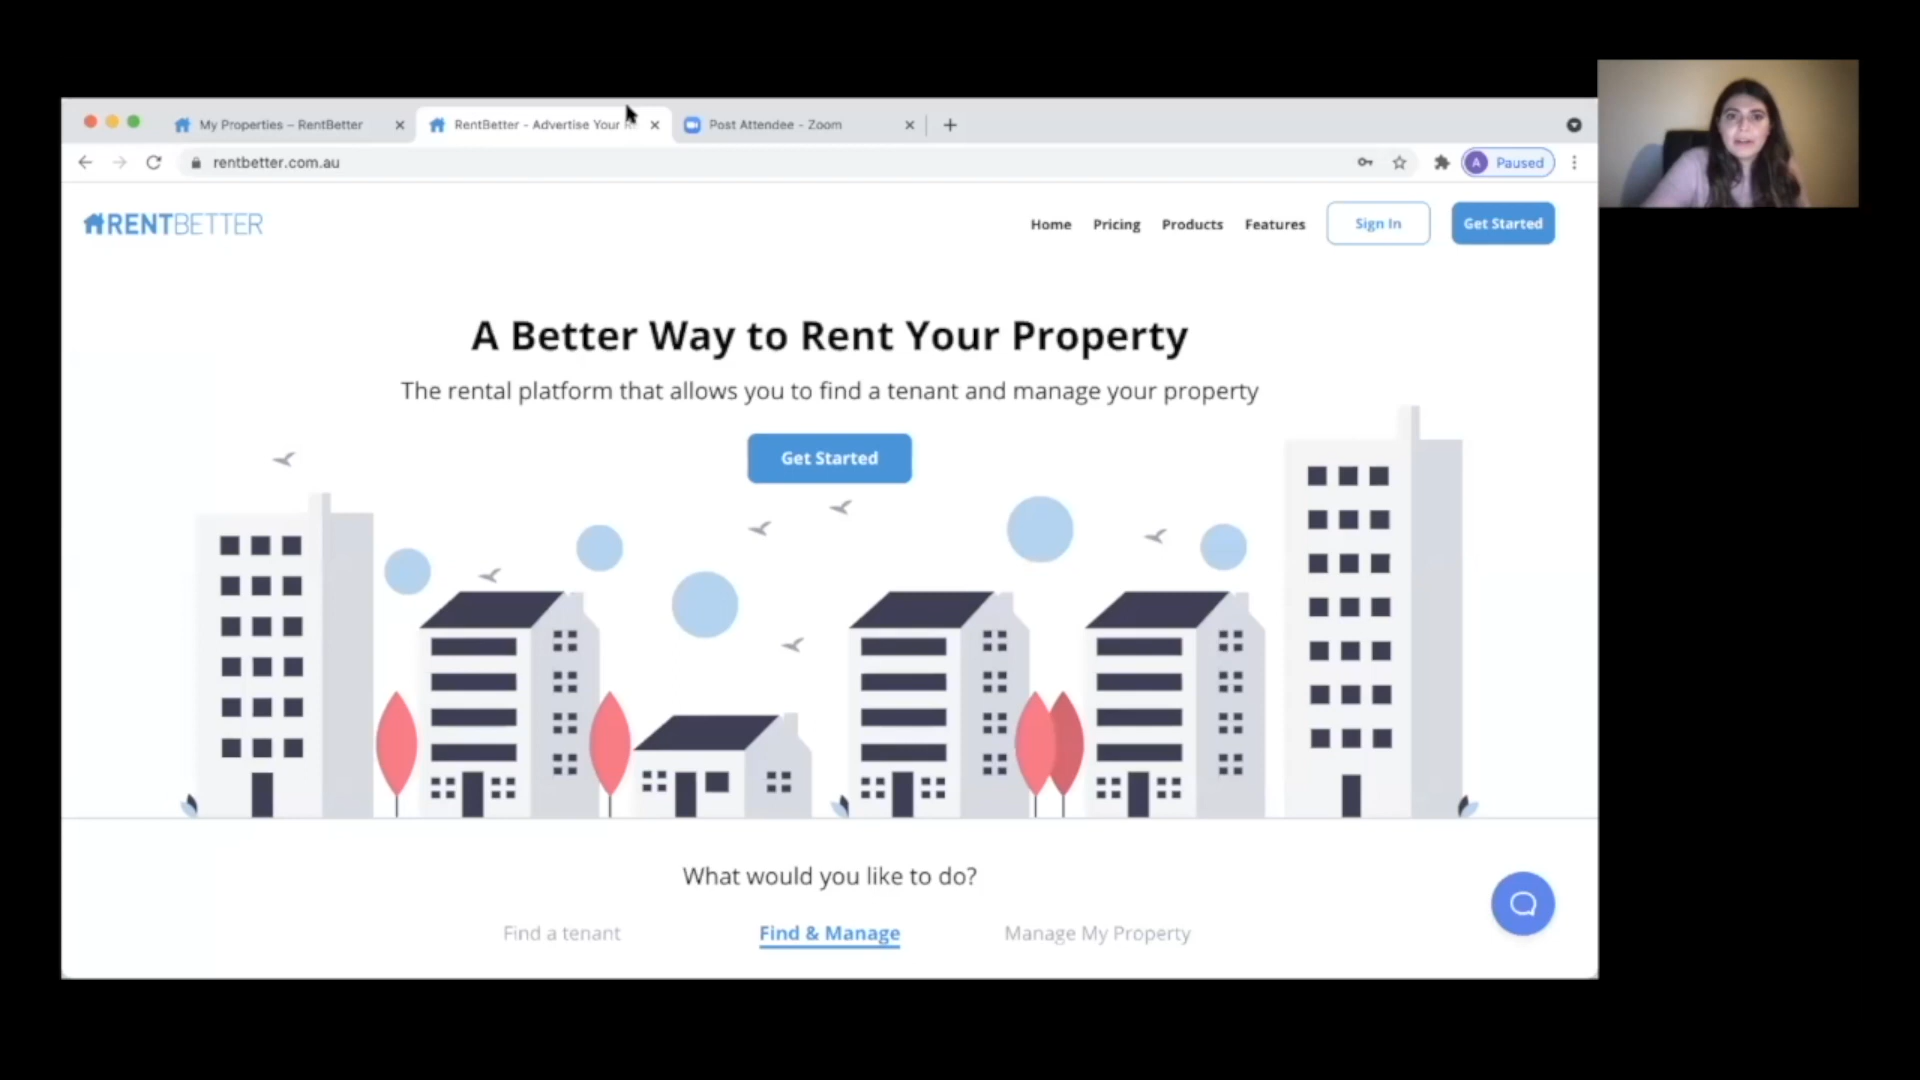 My Properties – RentBetter
RentBetter - Advertise Your
Post Attendee - Zoom
rentbetter.com.au
A
Paused
RENTBETTER
Home
Pricing
Products
Features
Sign In
Get Started
A Better Way to Rent Your Property
The rental platform that allows you to find a tenant and manage your property
Get Started
What would you like to do?
Find a tenant
Find & Manage
Manage My Property